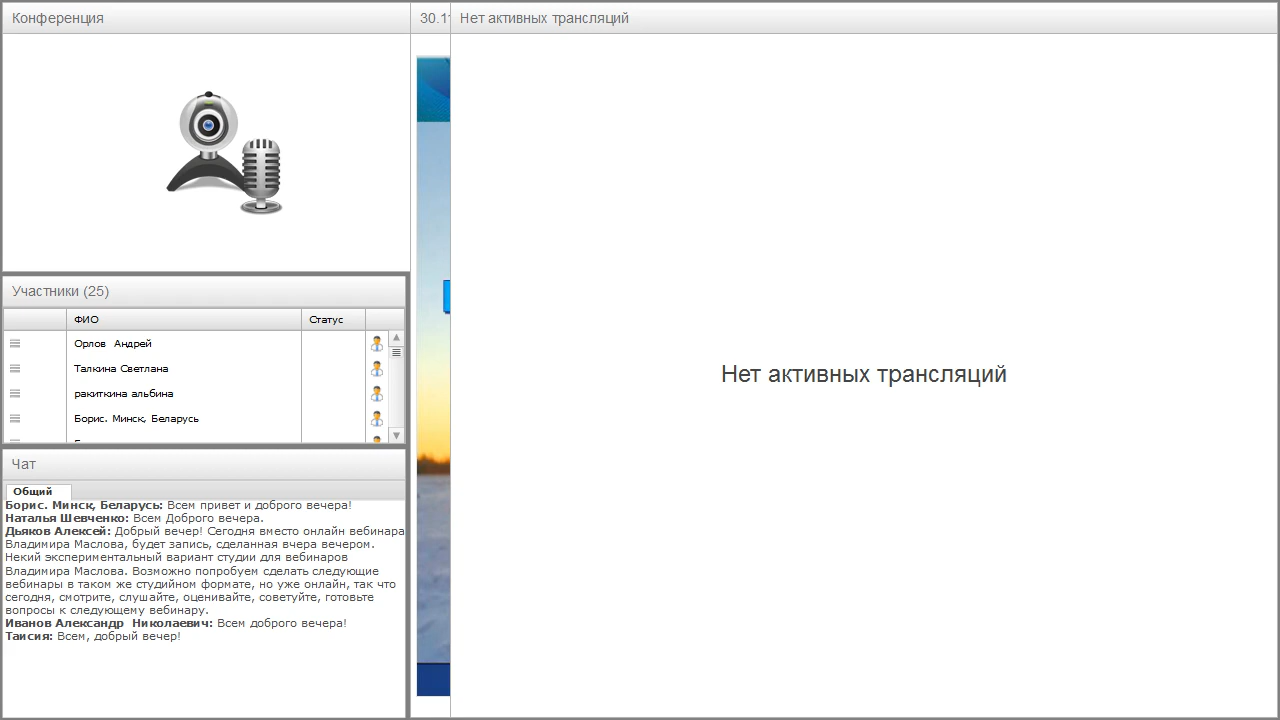 Конференция
30.1
Нет активных трансляций
Участники (25)
ФИО
Статус
Орлов  Андрей
Талкина Светлана
ракиткина альбина
Борис. Минск, Беларусь
Чат
Общий
Борис. Минск, Беларусь: Всем привет и доброго вечера!
Наталья Шевченко: Всем Доброго вечера.
Дьяков Алексей: Добрый вечер! Сегодня вместо онлайн вебинара
Владимира Маслова, будет запись, сделанная вчера вечером.
Некий экспериментальный вариант студии для вебинаров
Владимира Маслова. Возможно попробуем сделать следующие
вебинары в таком же студийном формате, но уже онлайн, так что
сегодня, смотрите, слушайте, оценивайте, советуйте, готовьте
вопросы к следующему вебинару.
Иванов Александр  Николаевич: Всем доброго вечера!
Таисия: Всем, добрый вечер!
Нет активных трансляций